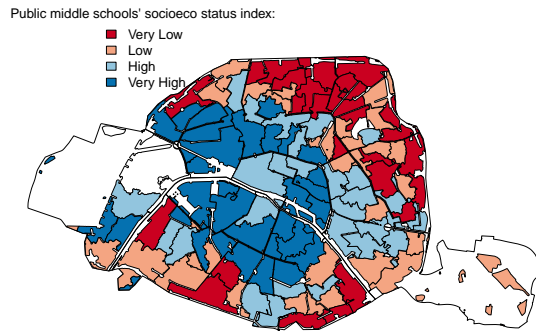 Public middle schools' socioeco status index:
Very Low
Low
High
Very High